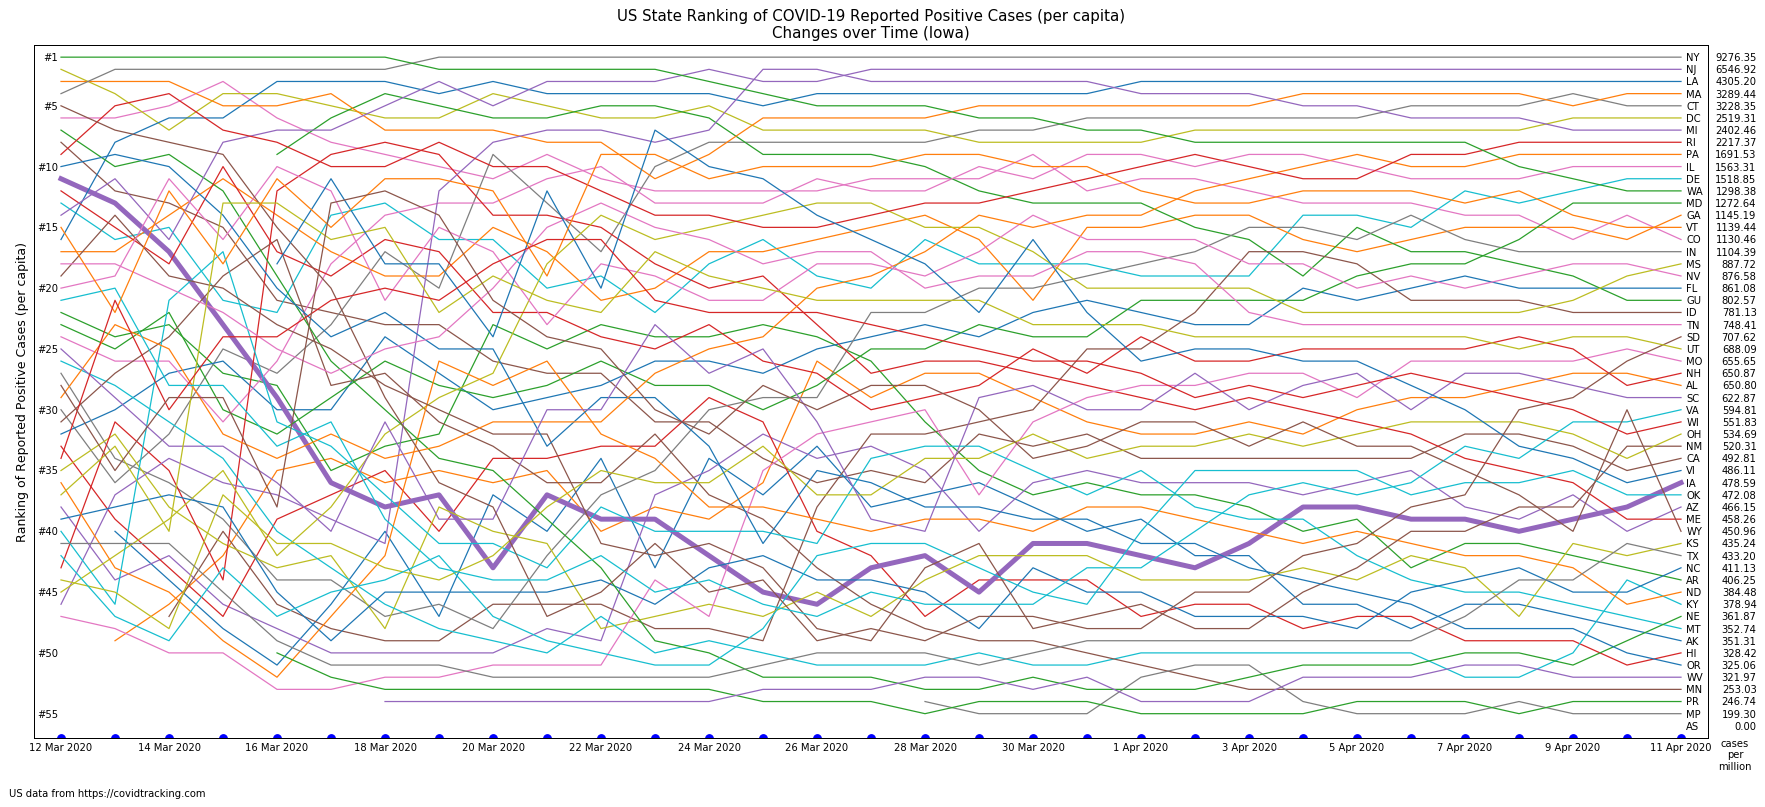 US State Ranking of COVID-19 Reported Positive Cases (per capita)
Changes over Time (Iowa)
Ranking of Reported Positive Cases (per capita)
#1
#5
#10
#15
#20
#25
#30
#35
#40
#45
#50
#55
NY 9276.35
NJ 6546.92
LA 4305.20
MA 3289.44
CT 3228.35
DC 2519.31
MI 2402.46
RI 2217.37
PA 1691.53
IL 1563.31
DE 1518.85
WA 1298.38
MD 1272.64
GA 1145.19
VT 1139.44
CO 1130.46
IN 1104.39
MS 887.72
NV 876.58
FL 861.08
GU 802.57
ID 781.13
TN 748.41
SD 707.62
UT 688.09
MO 655.65
NH 650.87
AL 650.80
SC 622.87
VA 594.81
WI 551.83
OH 534.69
NM 520.31
CA 492.81
VI 486.11
IA 478.59
OK 472.08
AZ 466.15
ME 458.26
WY 450.96
KS 435.24
TX 433.20
NC 411.13
AR 406.25
ND 384.48
KY 378.94
NE 361.87
MT 352.74
AK 351.31
HI 328.42
OR 325.06
WV 321.97
MN 253.03
PR 246.74
MP 199.30
AS 0.00
12 Mar 2020 14 Mar 2020 16 Mar 2020 18 Mar 2020 20 Mar 2020 22 Mar 2020 24 Mar 2020 26 Mar 2020 28 Mar 2020 30 Mar 2020 1 Apr 2020 3 Apr 2020 5 Apr 2020 7 Apr 2020 9 Apr 2020 11 Apr 2020
cases
per
million
US data from https://covidtracking.com